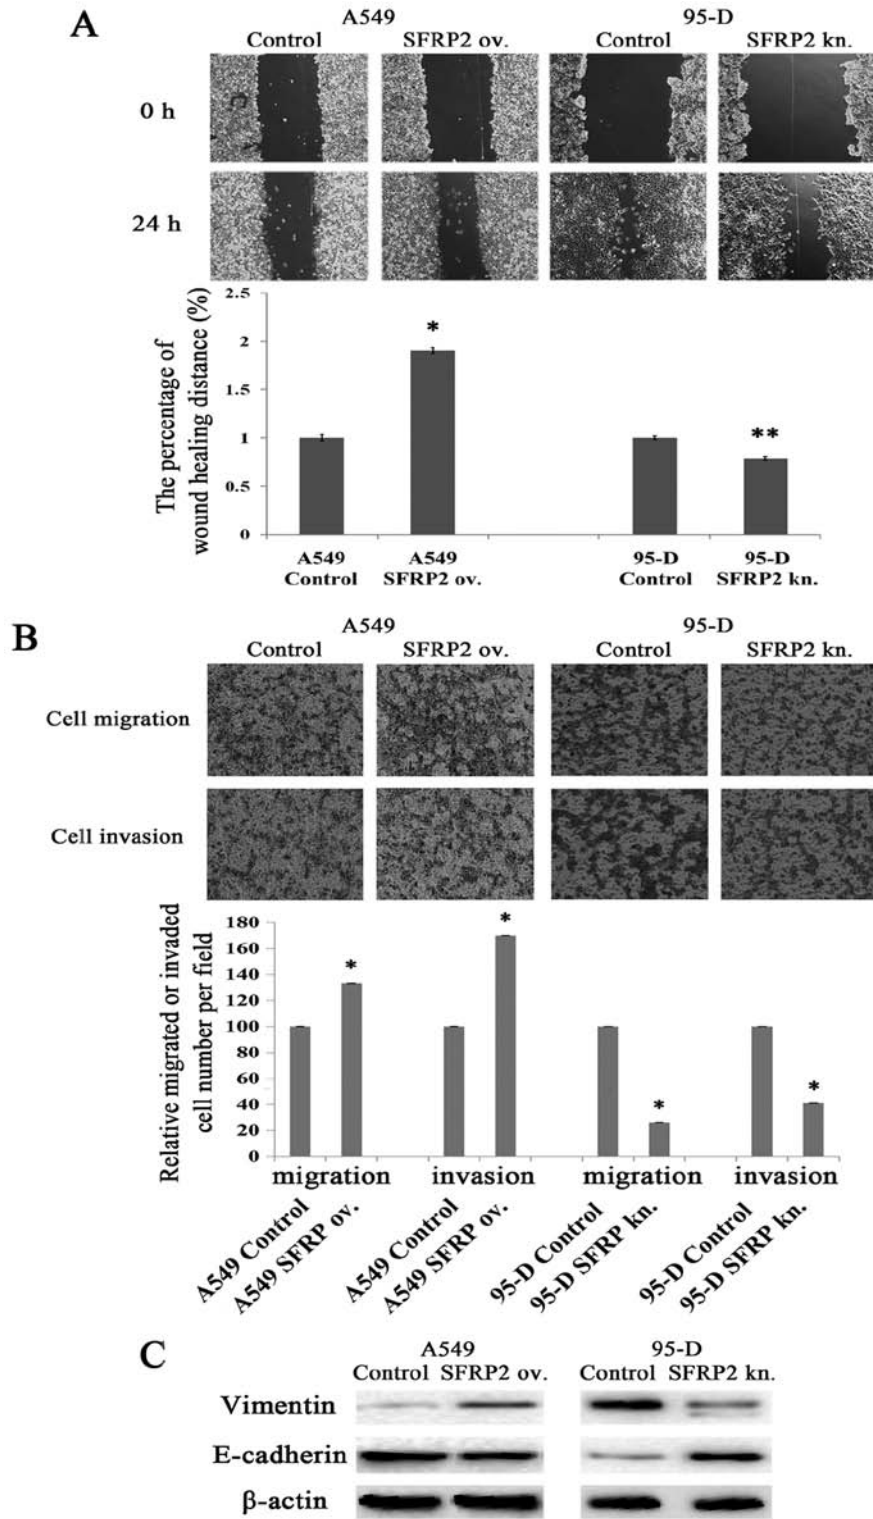 A
A549
95-D
Control
SFRP2 ov.
Control
SFRP2 kn.
0 h
24 h
The percentage of
wound healing distance (%)
2.5
2
1.5
1
0.5
0
*
**
A549
Control
A549
SFRP2 ov.
95-D
Control
95-D
SFRP2 kn.
B
A549
95-D
Control
SFRP2 ov.
Control
SFRP2 kn.
Cell migration
Cell invasion
Relative migrated or invaded
cell number per field
180
160
140
120
100
80
60
40
20
0
*
*
*
*
migration
invasion
migration
invasion
A549 Control
A549 SFRP ov.
A549 Control
A549 SFRP ov.
95-D Control
95-D SFRP kn.
95-D Control
95-D SFRP kn.
C
A549
95-D
Control SFRP2 ov.
Control SFRP2 kn.
Vimentin
E-cadherin
β-actin